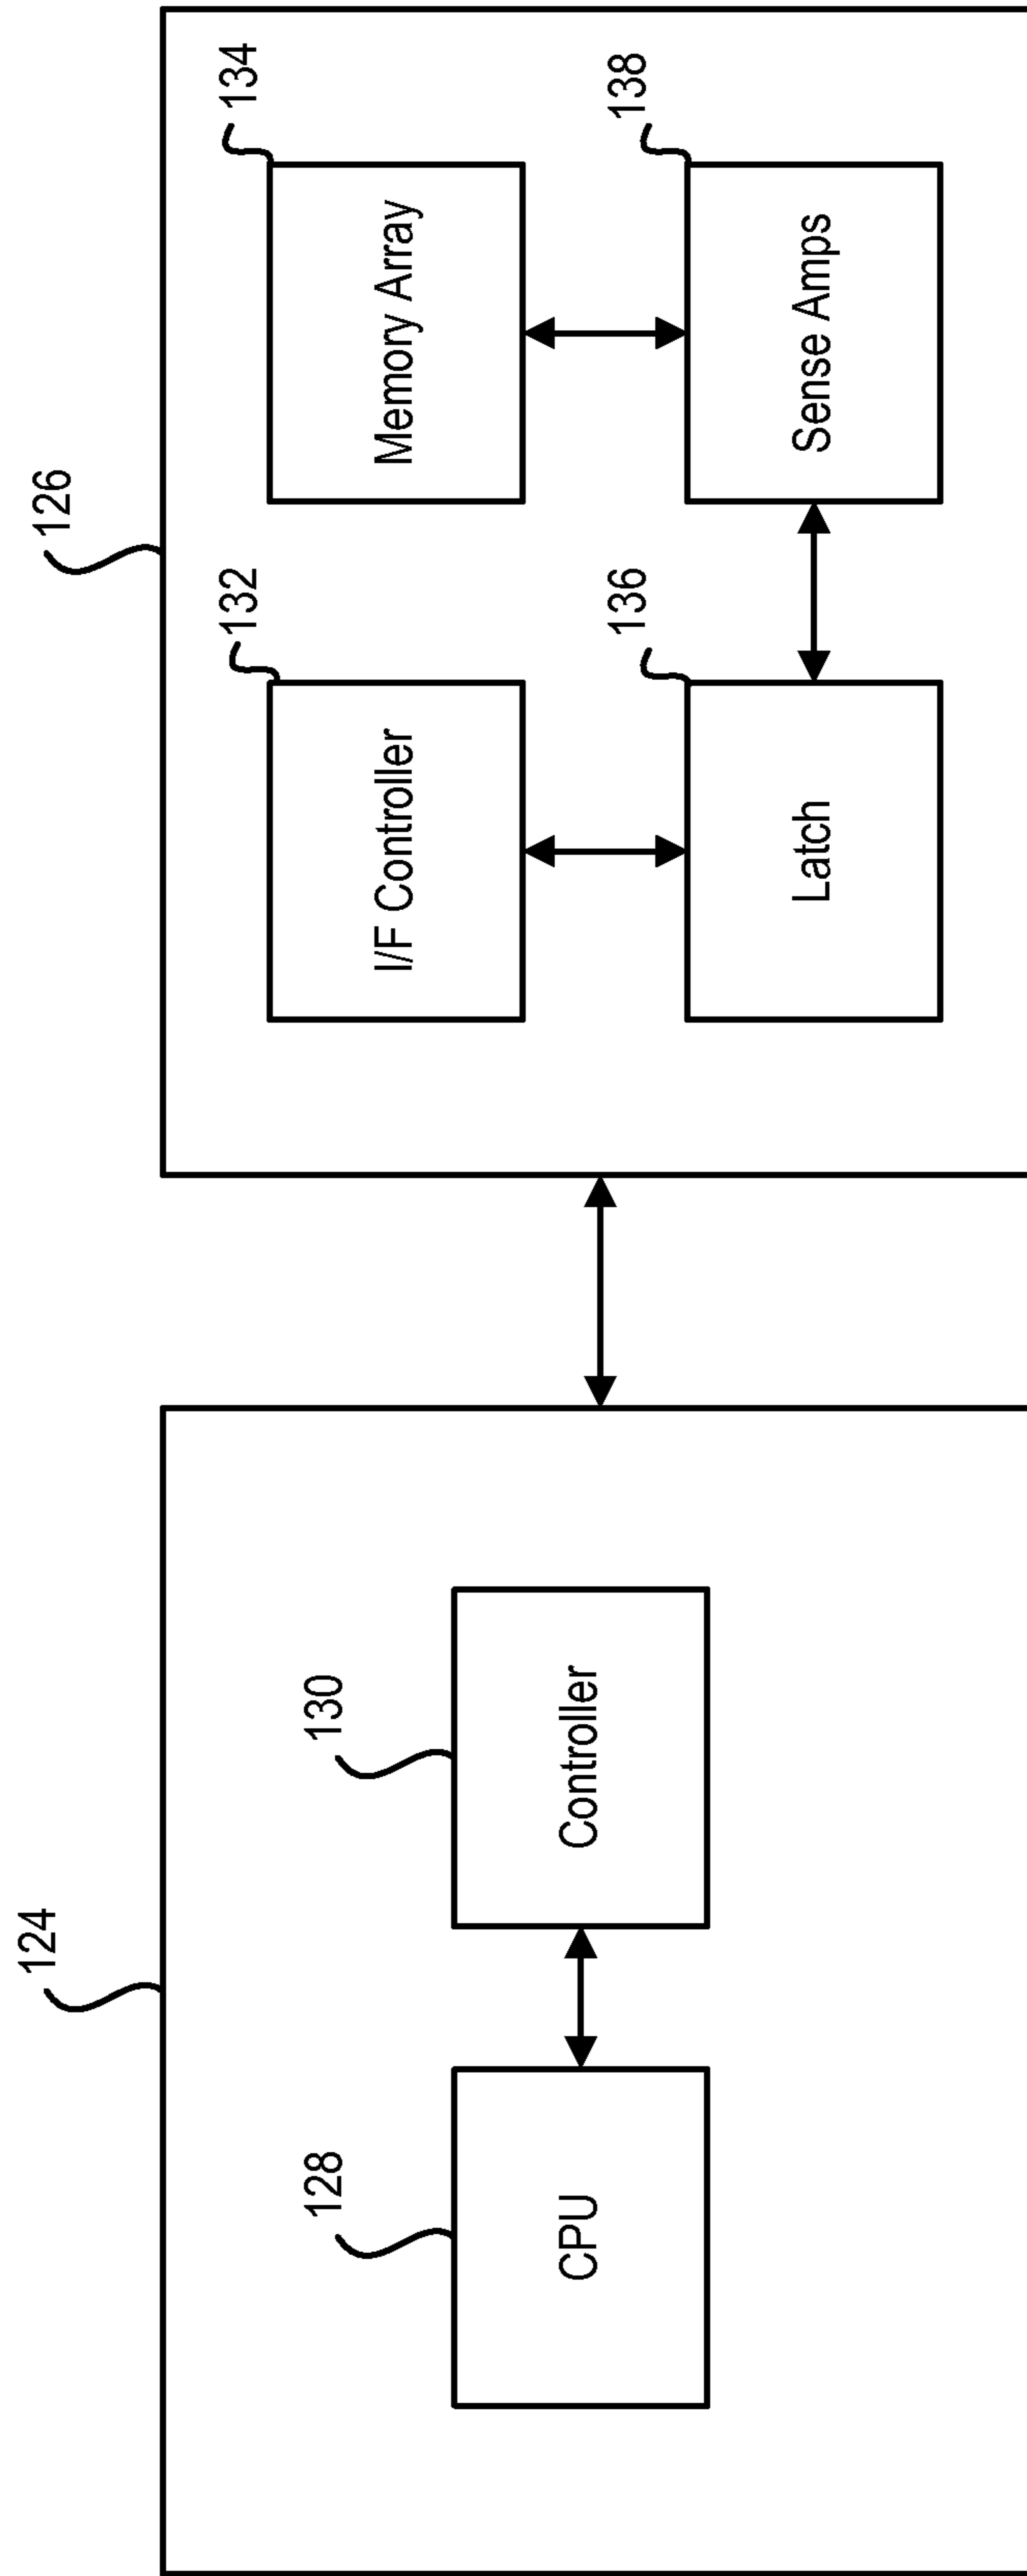 124
126
128
130
132
134
CPU
Controller
I/F Controller
Memory Array
136
138
Latch
Sense Amps